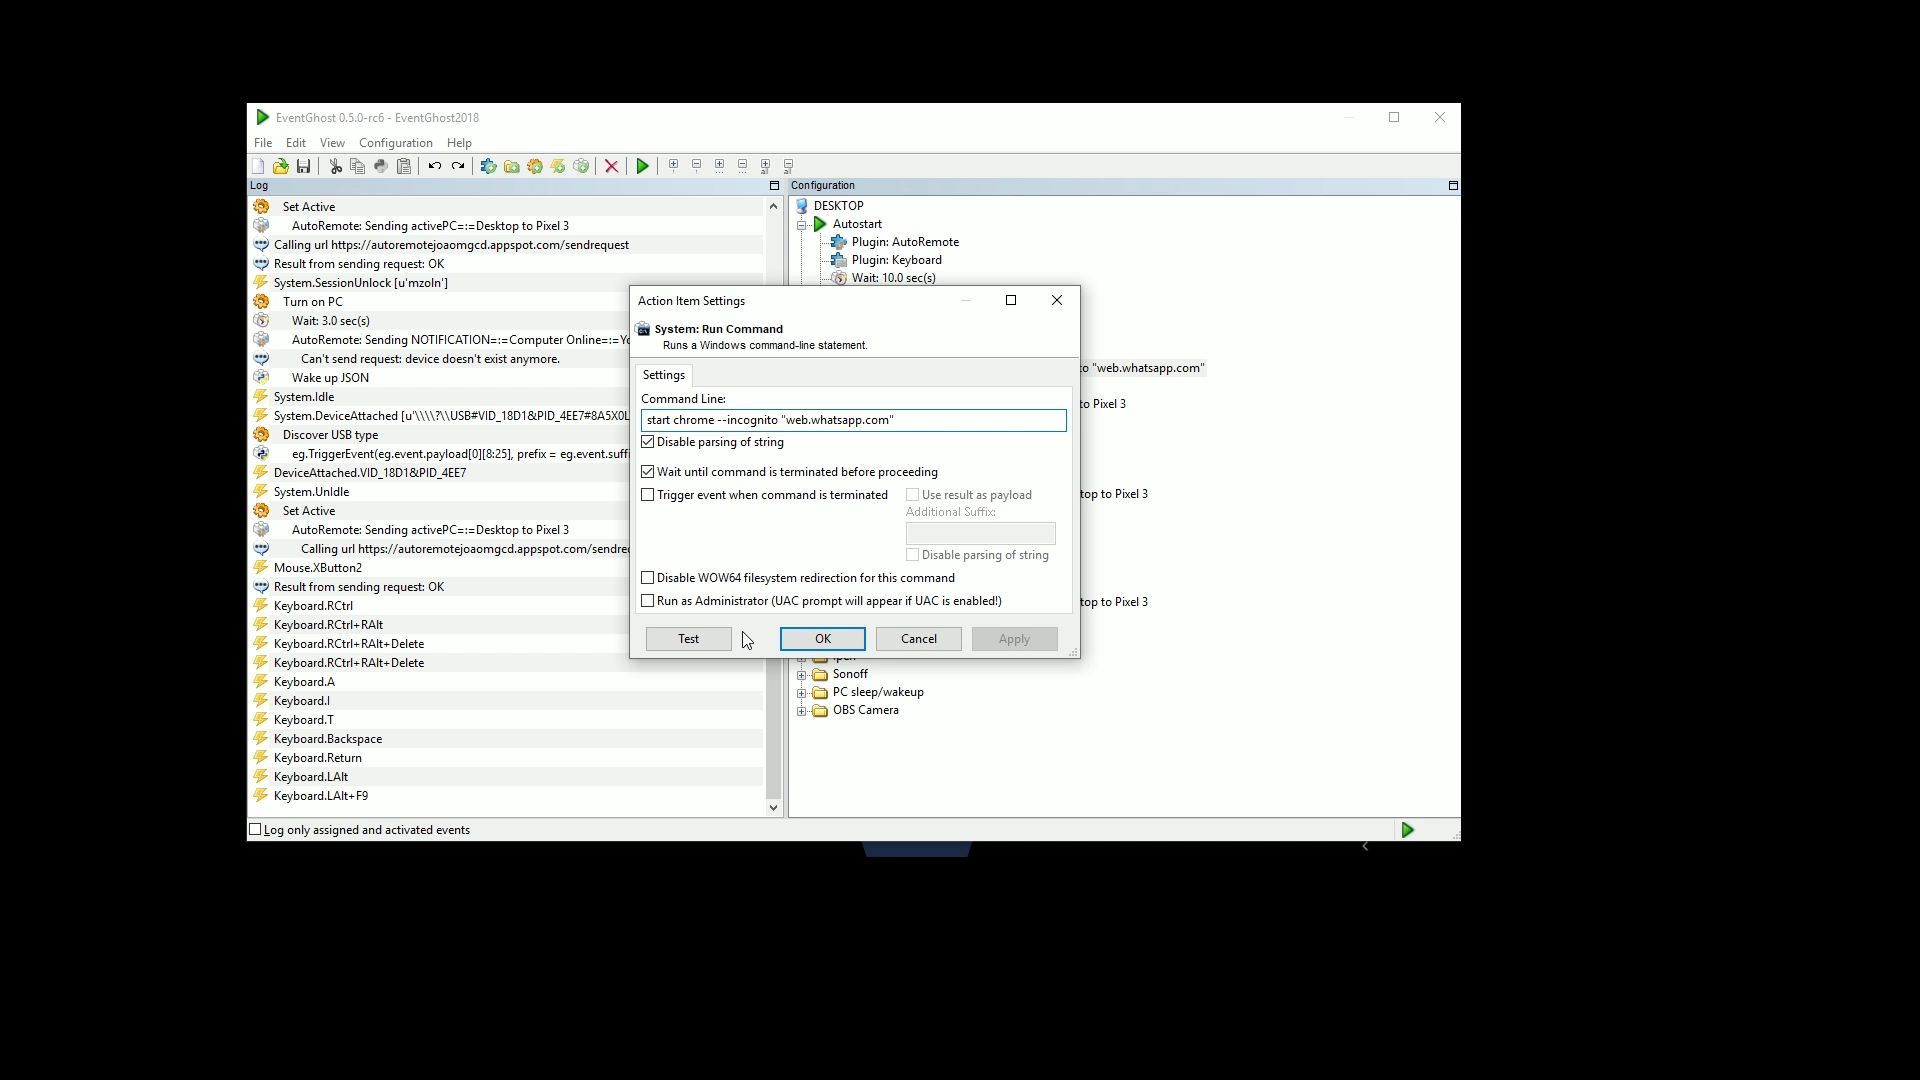 EventGhost 0.5.0-rc6 - EventGhost2018
File Edit View Configuration Help
Log
Set Active
AutoRemote: Sending activePC=:=Desktop to Pixel 3
Calling url https://autoremotejoaomgcd.appspot.com/sendrequest
Result from sending request: OK
System.SessionUnlock [u'mzoln']
Turn on PC
Wait: 3.0 sec(s)
AutoRemote: Sending NOTIFICATION=:=Computer Online=:=Yo
Can't send request: device doesn't exist anymore.
Wake up JSON
System.Idle
System.DeviceAttached [u'\\\\?\\USB#VID_18D1&PID_4EE7#8A5X0L
Discover USB type
eg.TriggerEvent(eg.event.payload[0][8:25], prefix = eg.event.suffi
DeviceAttached.VID_18D1&PID_4EE7
System.UnIdle
Set Active
AutoRemote: Sending activePC=:=Desktop to Pixel 3
Calling url https://autoremotejoaomgcd.appspot.com/sendrec
Mouse.XButton2
Result from sending request: OK
Keyboard.RCtrl
Keyboard.RCtrl+RAlt
Keyboard.RCtrl+RAlt+Delete
Keyboard.RCtrl+RAlt+Delete
Keyboard.A
Keyboard.I
Keyboard.T
Keyboard.Backspace
Keyboard.Return
Keyboard.LAlt
Keyboard.LAlt+F9
Log only assigned and activated events
Configuration
DESKTOP
Autostart
Plugin: AutoRemote
Plugin: Keyboard
Wait: 10.0 sec(s)
to "web.whatsapp.com"
to Pixel 3
top to Pixel 3
top to Pixel 3
Sonoff
PC sleep/wakeup
OBS Camera
Action Item Settings
System: Run Command
Runs a Windows command-line statement.
Settings
Command Line:
start chrome --incognito "web.whatsapp.com"
Disable parsing of string
Wait until command is terminated before proceeding
Trigger event when command is terminated
Use result as payload
Additional Suffix:
Disable parsing of string
Disable WOW64 filesystem redirection for this command
Run as Administrator (UAC prompt will appear if UAC is enabled!)
Test OK Cancel Apply